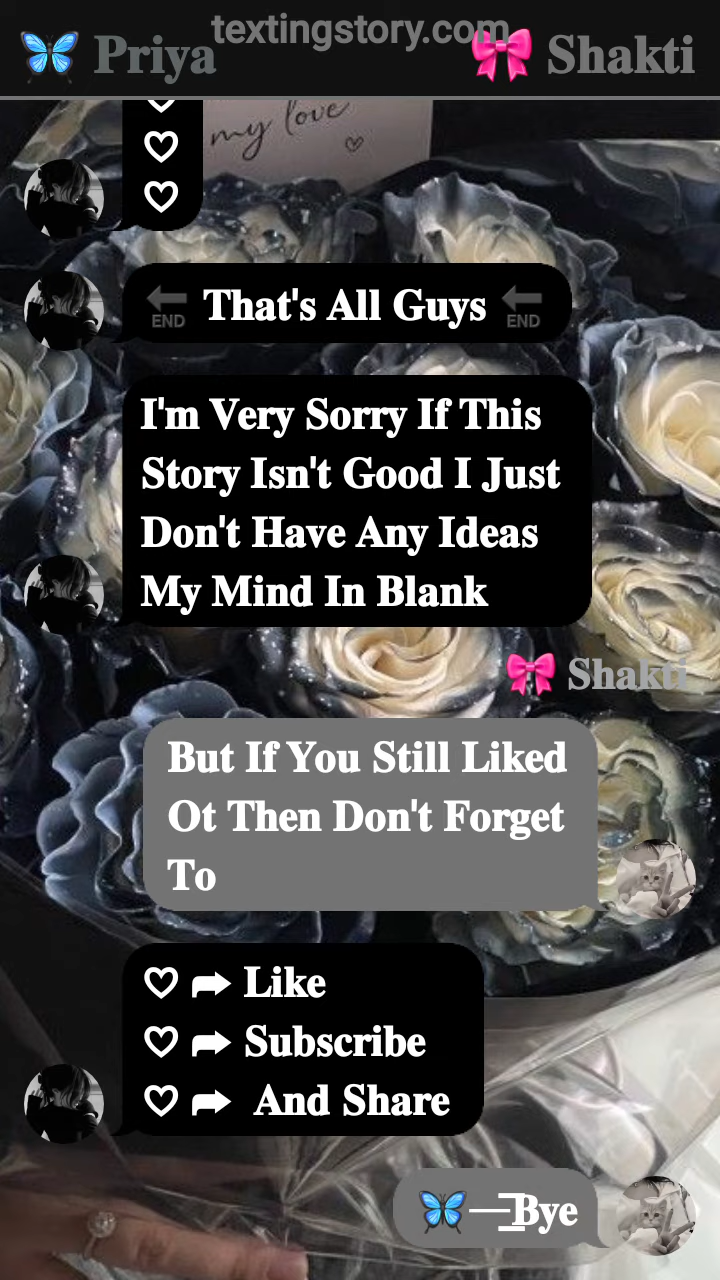 textingstory.com
🦋 Priya 🎀 Shakti
my love ♡
♡
♡
♡
🔚 That's All Guys 🔚
I'm Very Sorry If This
Story Isn't Good I Just
Don't Have Any Ideas
My Mind In Blank
🎀 Shakti
But If You Still Liked
Ot Then Don't Forget
To
♡ ➦ Like
♡ ➦ Subscribe
♡ ➦ And Share
🦋—͟͞Bye